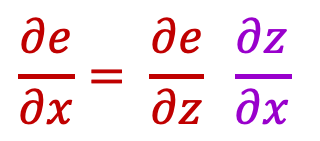 ∂e/∂x = ∂e/∂z ∂z/∂x